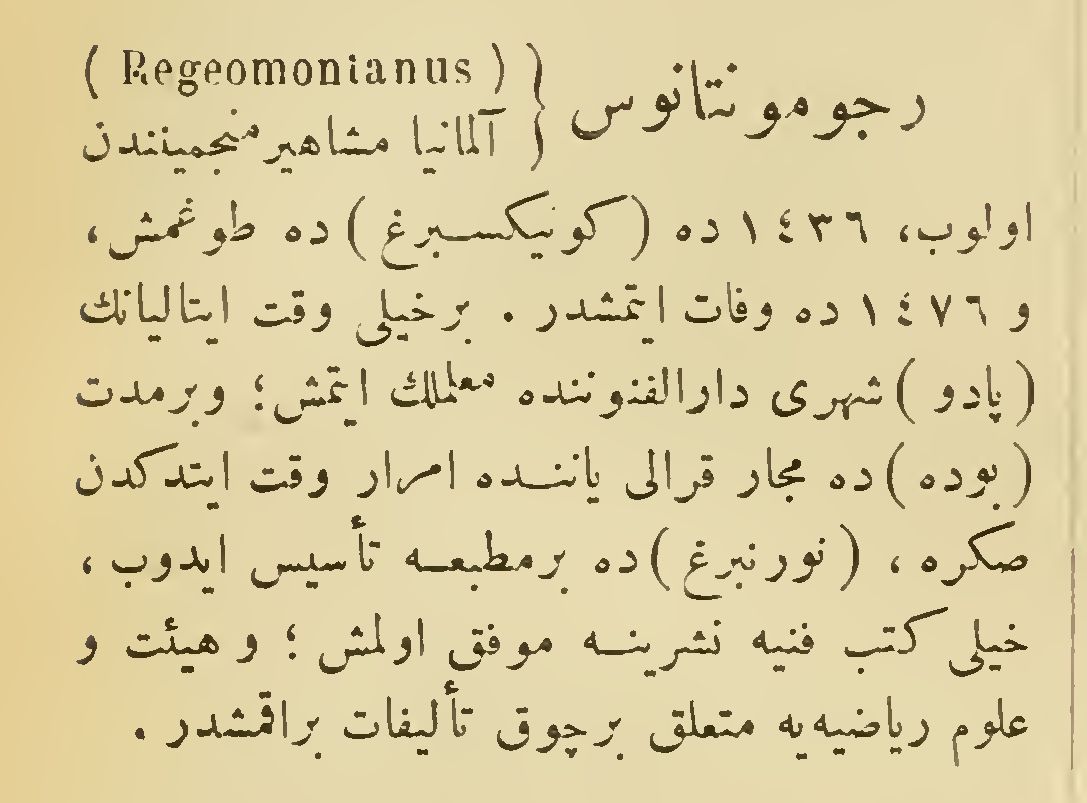 رجومونتانوس { ( Regeomonianus )
آلمانیا مشاهیر منجمیندن
اولوب، ١٤٣٦ ده ( کونیکسبرغ ) ده طوغمش،
و ١٤٧٦ ده وفات ایتمشدر . برخیلی وقت ایتالیانك
( پادو ) شهری دارالفنوننده معلملك ایتمش ؛ وبرمدت
( بوده ) ده مجار قرالی یاننده امرار وقت ایتدکدن
صکره ، ( نورنبرغ ) ده برمطبعه تأسیس ایدوب ،
خیلی کتب فنیه نشرینه موفق اولمش ؛ و هیئت و
علوم ریاضیه یه متعلق برچوق تألیفات براقمشدر .